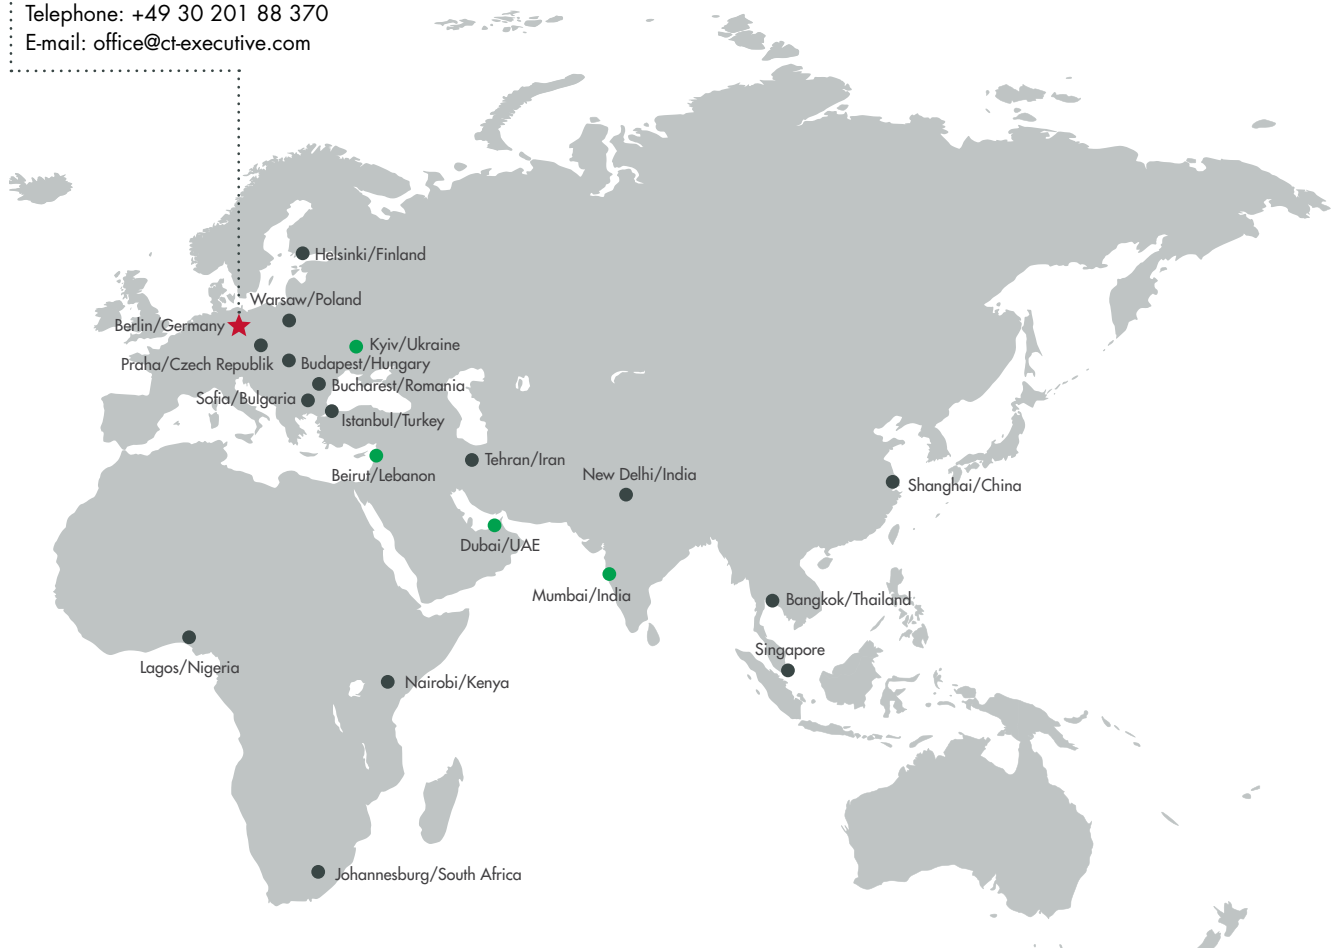 Telephone: +49 30 201 88 370
E-mail: office@ct-executive.com
Helsinki/Finland
Warsaw/Poland
Berlin/Germany
Kyiv/Ukraine
Praha/Czech Republik
Budapest/Hungary
Bucharest/Romania
Sofia/Bulgaria
Istanbul/Turkey
Tehran/Iran
Beirut/Lebanon
New Delhi/India
Shanghai/China
Dubai/UAE
Mumbai/India
Bangkok/Thailand
Singapore
Lagos/Nigeria
Nairobi/Kenya
Johannesburg/South Africa